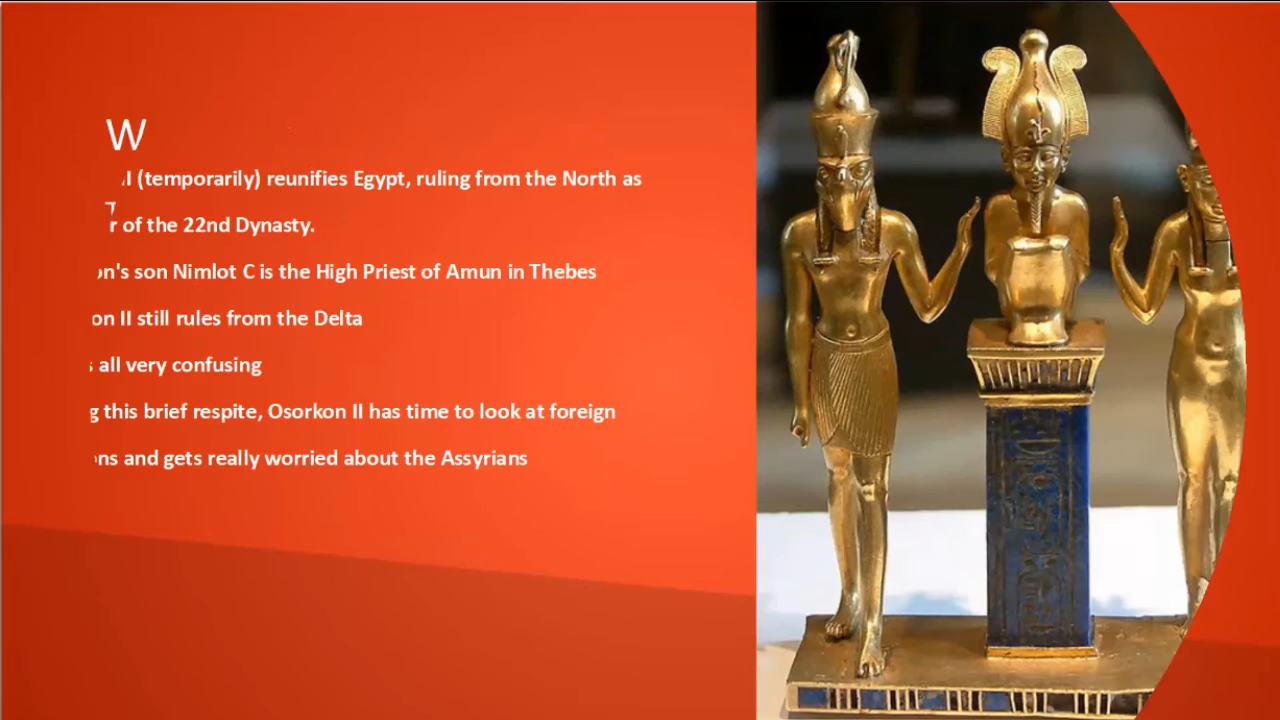 W
I (temporarily) reunifies Egypt, ruling from the North as
T
r of the 22nd Dynasty.
on's son Nimlot C is the High Priest of Amun in Thebes
on II still rules from the Delta
s all very confusing
g this brief respite, Osorkon II has time to look at foreign
ns and gets really worried about the Assyrians